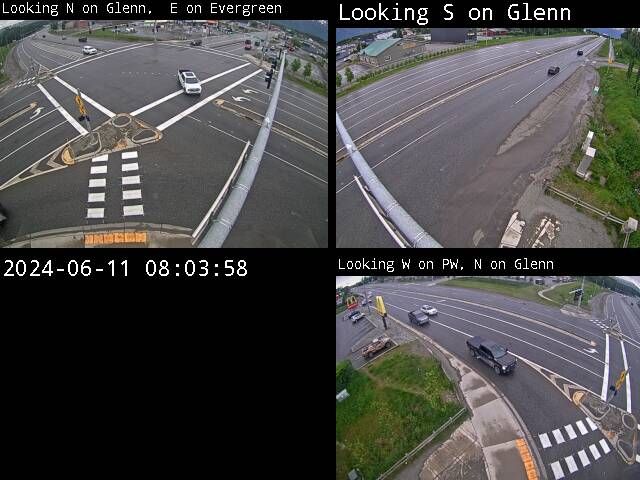 Looking N on Glenn,  E on Evergreen
Looking S on Glenn
2024-06-11 08:03:58
Looking W on PW, N on Glenn